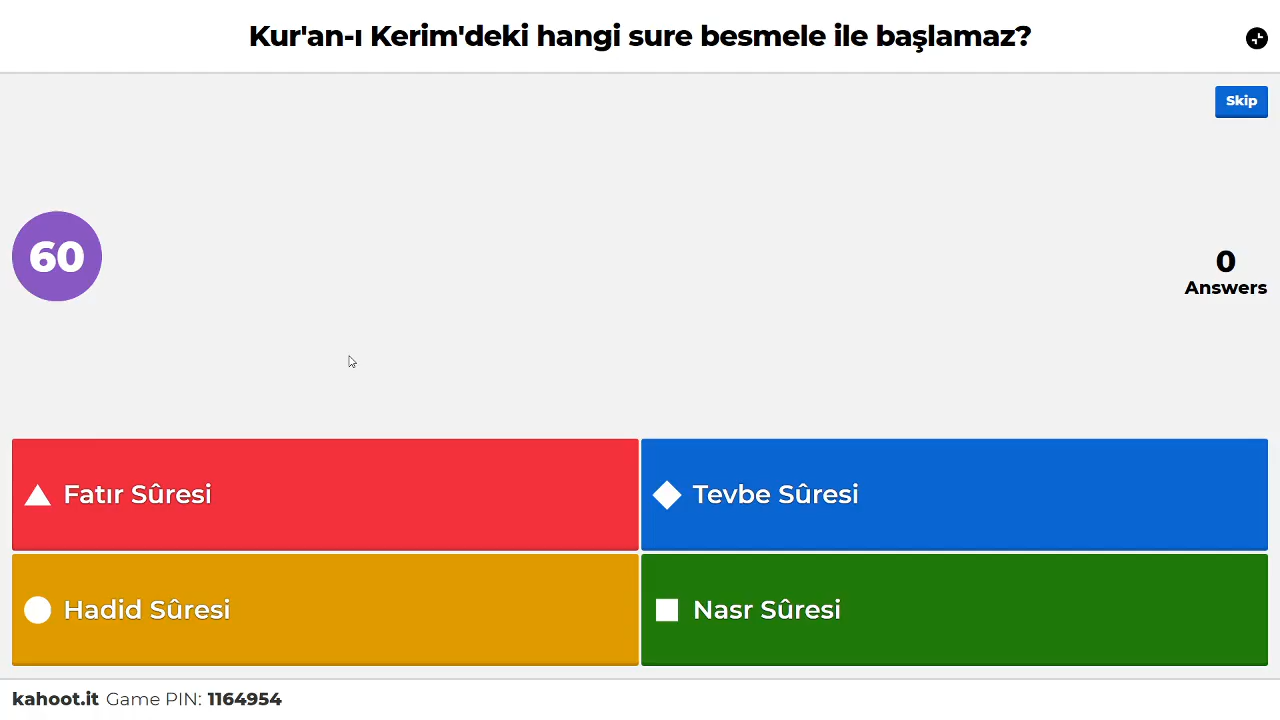 Kur'an-ı Kerim'deki hangi sure besmele ile başlamaz?
Skip
60
0
Answers
Fatır Sûresi
Tevbe Sûresi
Hadid Sûresi
Nasr Sûresi
kahoot.it Game PIN: 1164954